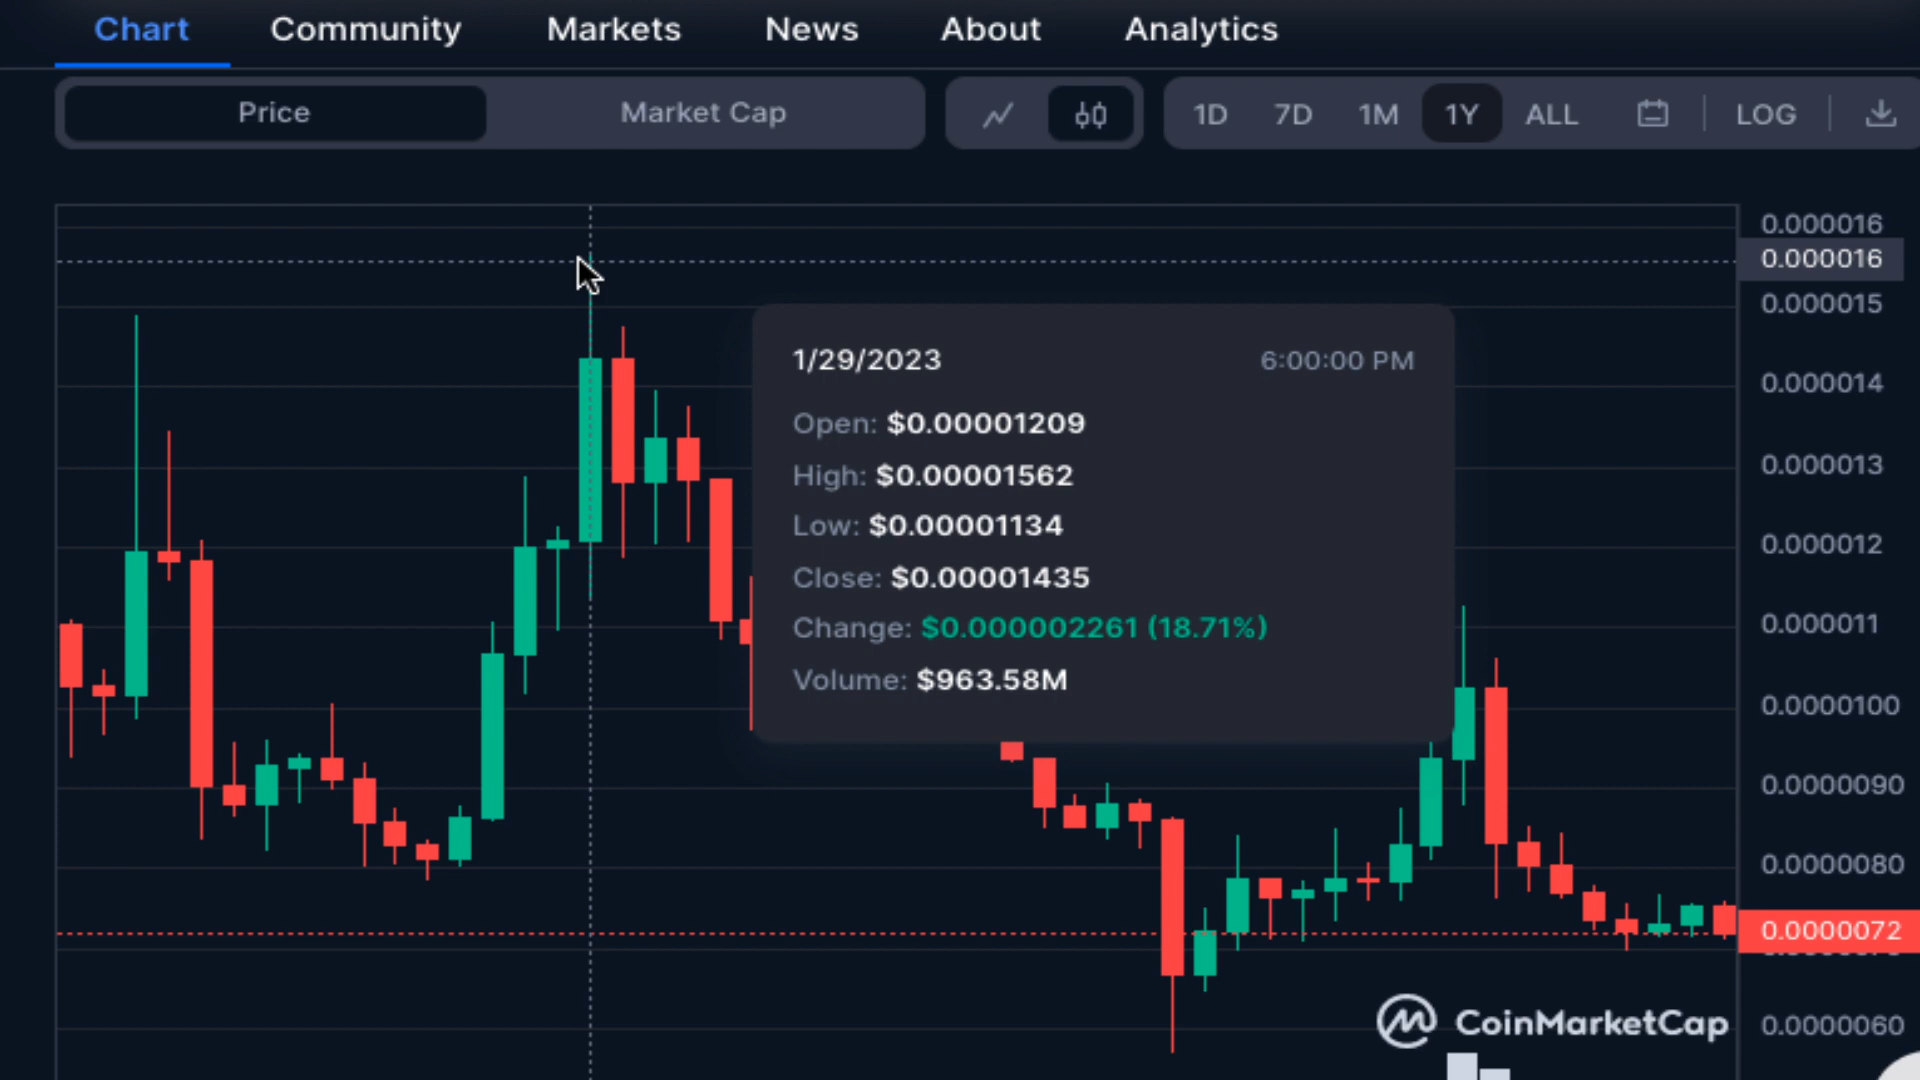 Chart Community Markets News About Analytics
Price Market Cap 1D 7D 1M 1Y ALL LOG
0.000016
0.000016
0.000015
1/29/2023 6:00:00 PM
0.000014
Open: $0.00001209
0.000013
High: $0.00001562
Low: $0.00001134
0.000012
Close: $0.00001435
Change: $0.000002261 (18.71%)
0.000011
Volume: $963.58M
0.0000100
0.0000090
0.0000080
0.0000072
CoinMarketCap
0.0000060